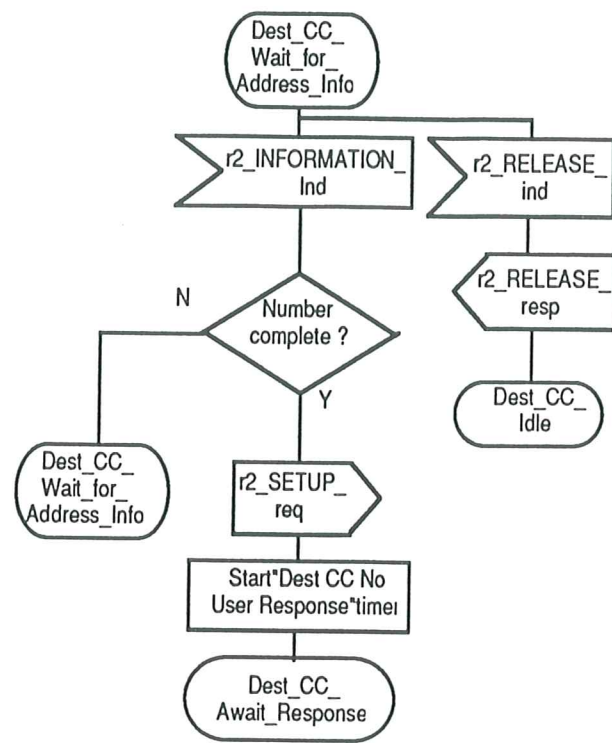 Dest_CC_
Wait_for_
Address_Info
r2_INFORMATION_
Ind
r2_RELEASE_
ind
r2_RELEASE_
resp
Dest_CC_
Idle
N
Number
complete ?
Y
Dest_CC_
Wait_for_
Address_Info
r2_SETUP_
req
Start"Dest CC No
User Response"timer
Dest_CC_
Await_Response